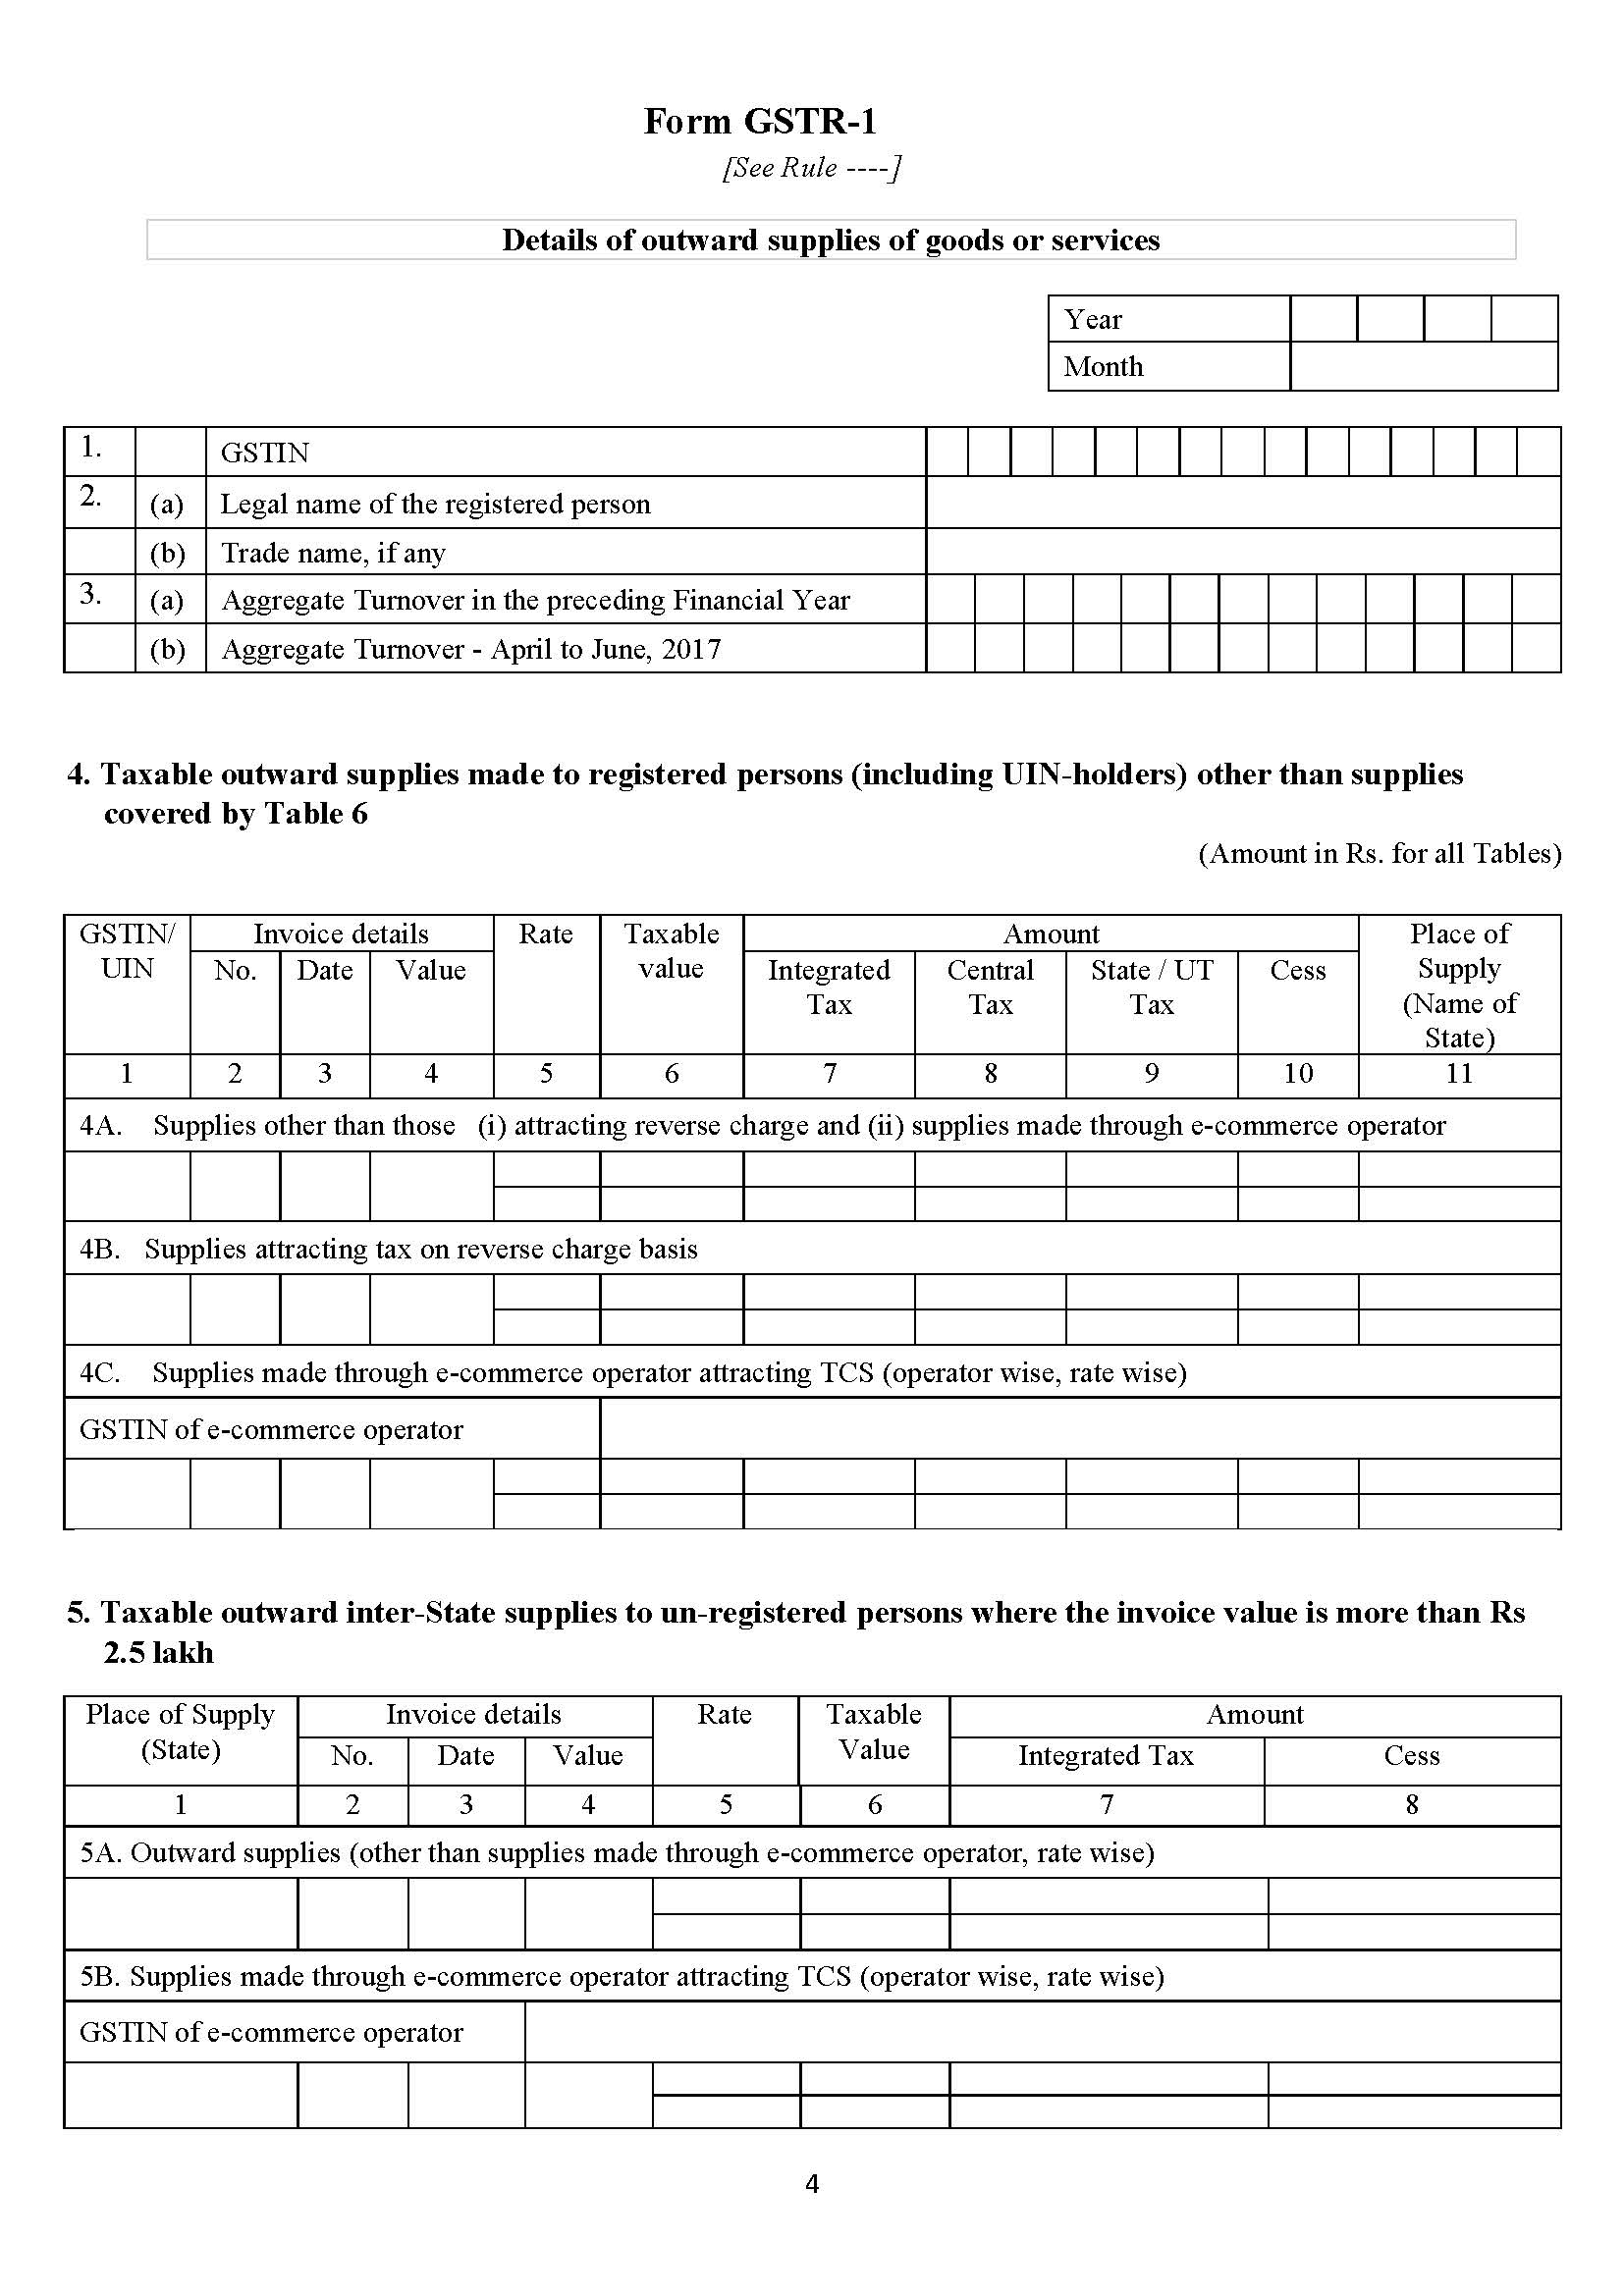 Form GSTR-1
[See Rule ----]
Details of outward supplies of goods or services
Year
Month
1. GSTIN
2. (a) Legal name of the registered person
(b) Trade name, if any
3. (a) Aggregate Turnover in the preceding Financial Year
(b) Aggregate Turnover - April to June, 2017
4. Taxable outward supplies made to registered persons (including UIN-holders) other than supplies
covered by Table 6
(Amount in Rs. for all Tables)
GSTIN/ Invoice details Rate Taxable Amount Place of
UIN No. Date Value value Integrated Central State / UT Cess Supply
Tax Tax Tax (Name of
State)
1 2 3 4 5 6 7 8 9 10 11
4A. Supplies other than those (i) attracting reverse charge and (ii) supplies made through e-commerce operator
4B. Supplies attracting tax on reverse charge basis
4C. Supplies made through e-commerce operator attracting TCS (operator wise, rate wise)
GSTIN of e-commerce operator
5. Taxable outward inter-State supplies to un-registered persons where the invoice value is more than Rs
2.5 lakh
Place of Supply Invoice details Rate Taxable Amount
(State) No. Date Value Value Integrated Tax Cess
1 2 3 4 5 6 7 8
5A. Outward supplies (other than supplies made through e-commerce operator, rate wise)
5B. Supplies made through e-commerce operator attracting TCS (operator wise, rate wise)
GSTIN of e-commerce operator
4